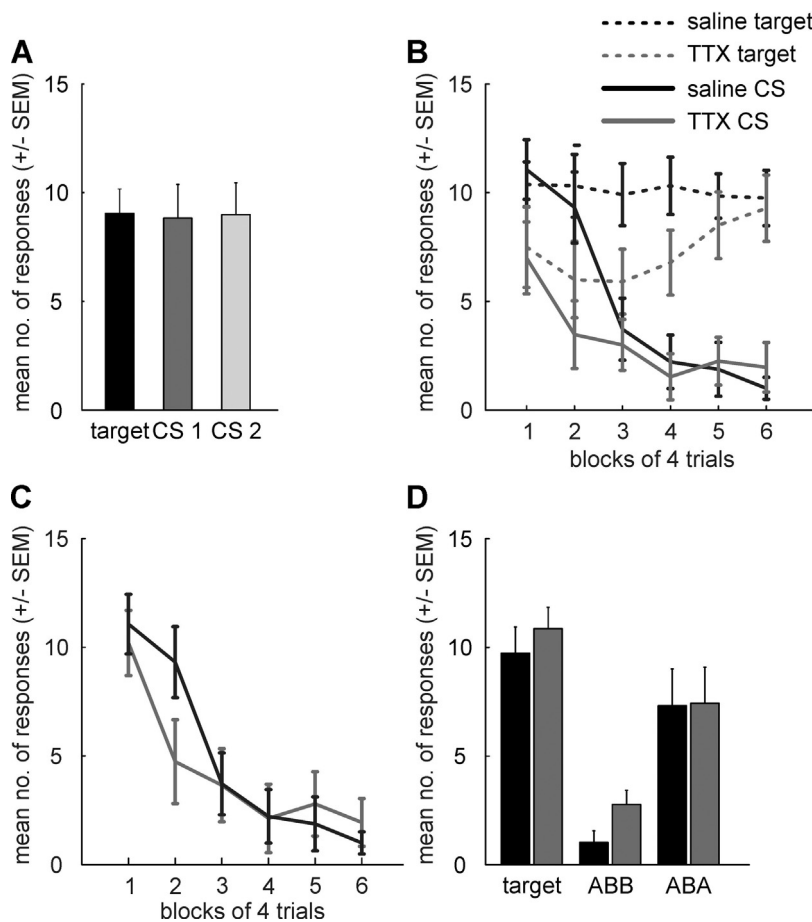 A
mean no. of responses (+/- SEM)
15
10
5
0
target CS 1 CS 2
B
saline target
TTX target
saline CS
TTX CS
mean no. of responses (+/- SEM)
15
10
5
0
1 2 3 4 5 6
blocks of 4 trials
C
mean no. of responses (+/- SEM)
15
10
5
0
1 2 3 4 5 6
blocks of 4 trials
D
mean no. of responses (+/- SEM)
15
10
5
0
target ABB ABA